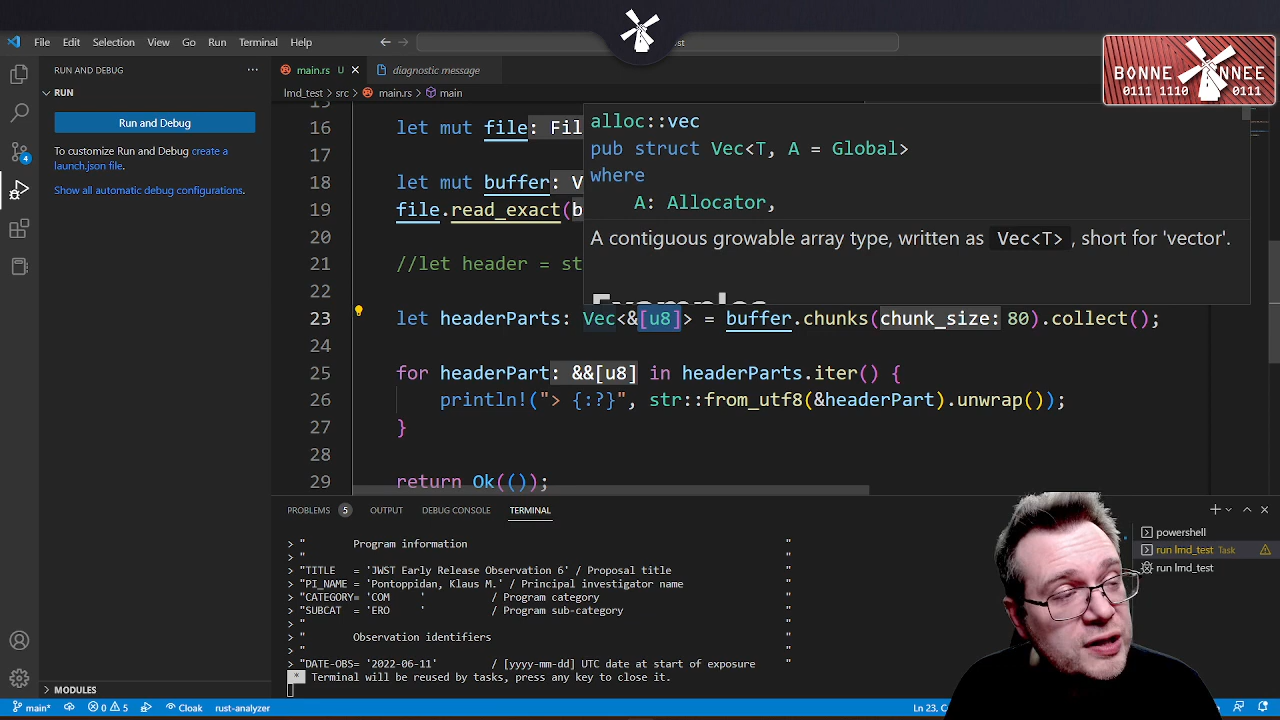 File Edit Selection View Go Run Terminal Help
st
BONNE NNEE
0111 1110 0111
RUN AND DEBUG
RUN
Run and Debug
To customize Run and Debug create a
launch.json file.
Show all automatic debug configurations.
MODULES
main.rs U
diagnostic message
lmd_test > src > main.rs > main
15
16 let mut file: Fil
17
18 let mut buffer: V
19 file.read_exact(b
20
21 //let header = st
22
23 let headerParts: Vec<&[u8]> = buffer.chunks(chunk_size: 80).collect();
24
25 for headerPart: &&[u8] in headerParts.iter() {
26 println!("> {:?}", str::from_utf8(&headerPart).unwrap());
27 }
28
29 return Ok(());
alloc::vec
pub struct Vec<T, A = Global>
where
A: Allocator,
A contiguous growable array type, written as Vec<T>, short for 'vector'.
Examples
PROBLEMS 5 OUTPUT DEBUG CONSOLE TERMINAL
> " Program information "
> " "
> "TITLE = 'JWST Early Release Observation 6' / Proposal title "
> "PI_NAME = 'Pontoppidan, Klaus M.' / Principal investigator name "
> "CATEGORY= 'COM ' / Program category "
> "SUBCAT = 'ERO ' / Program sub-category "
> " "
> " Observation identifiers "
> " "
> "DATE-OBS= '2022-06-11' / [yyyy-mm-dd] UTC date at start of exposure "
* Terminal will be reused by tasks, press any key to close it.
powershell
run lmd_test Task
run lmd_test
4
main* 0 5 Cloak rust-analyzer
Ln 23, C